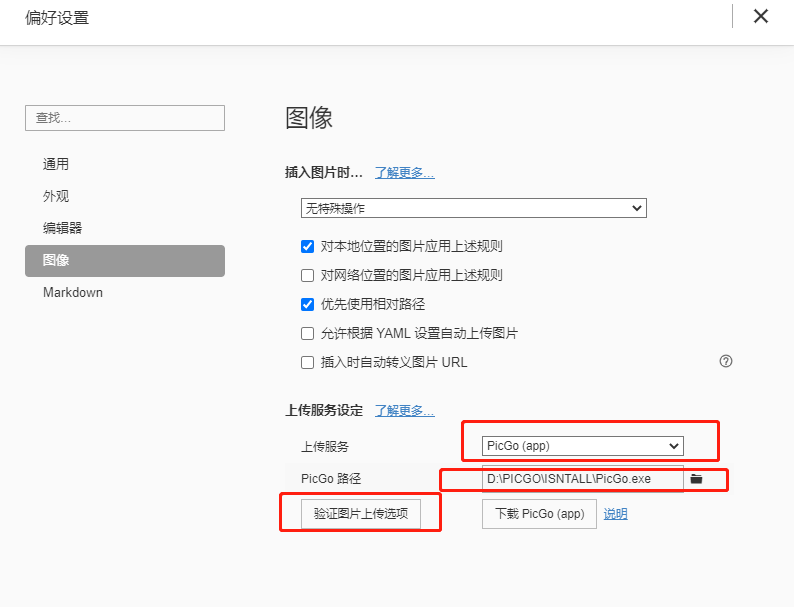 偏好设置
查找...
通用
外观
编辑器
图像
Markdown
图像
插入图片时... 了解更多...
无特殊操作
对本地位置的图片应用上述规则
对网络位置的图片应用上述规则
优先使用相对路径
允许根据 YAML 设置自动上传图片
插入时自动转义图片 URL
上传服务设定 了解更多...
上传服务 PicGo (app)
PicGo 路径 D:\PICGO\ISNTALL\PicGo.exe
验证图片上传选项 下载 PicGo (app) 说明